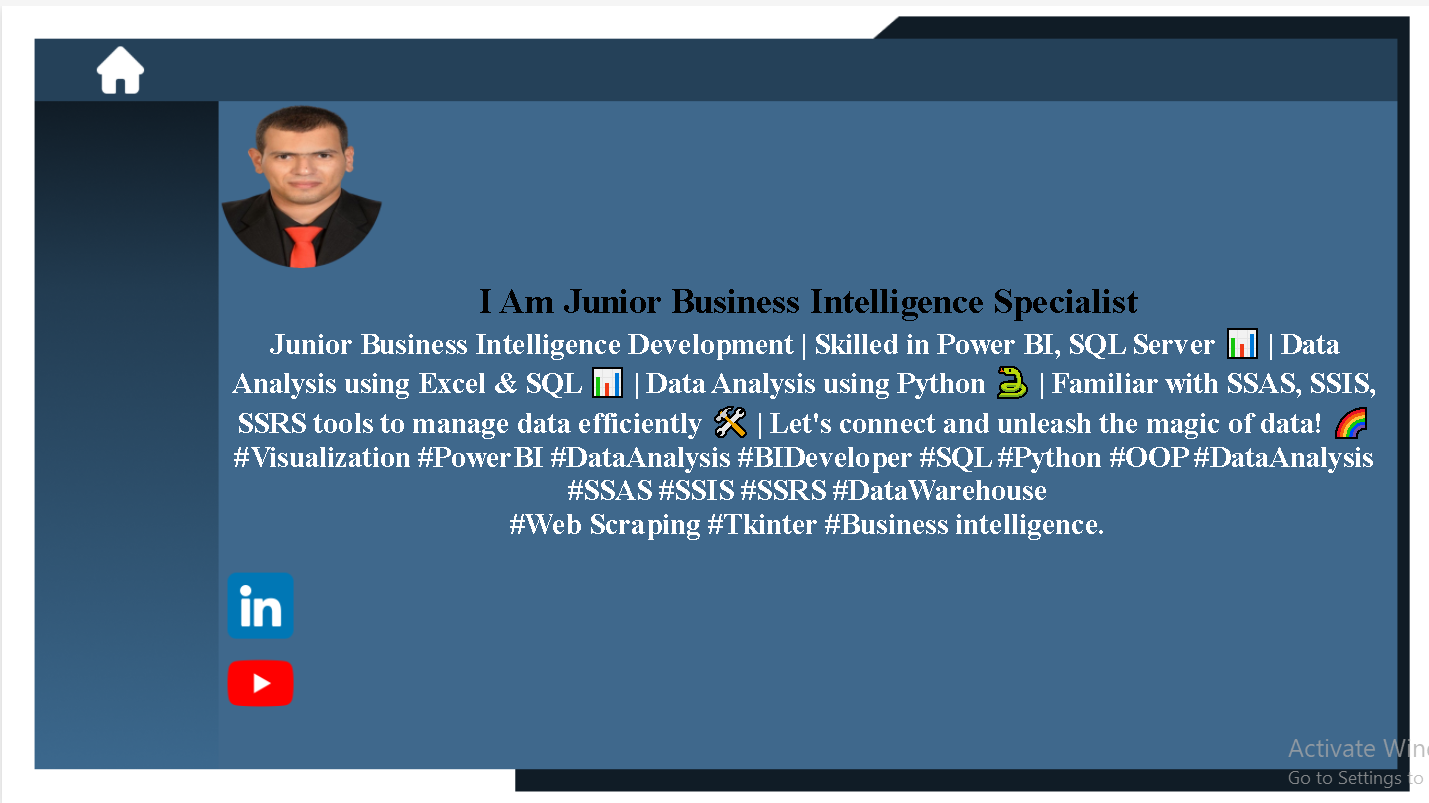 I Am Junior Business Intelligence Specialist
Junior Business Intelligence Development | Skilled in Power BI, SQL Server 📊 | Data
Analysis using Excel & SQL 📊 | Data Analysis using Python 🐍 | Familiar with SSAS, SSIS,
SSRS tools to manage data efficiently 🛠 | Let's connect and unleash the magic of data! 🌈
#Visualization #PowerBI #DataAnalysis #BIDeveloper #SQL #Python #OOP #DataAnalysis
#SSAS #SSIS #SSRS #DataWarehouse
#Web Scraping #Tkinter #Business intelligence.
in
Activate Win
Go to Settings to